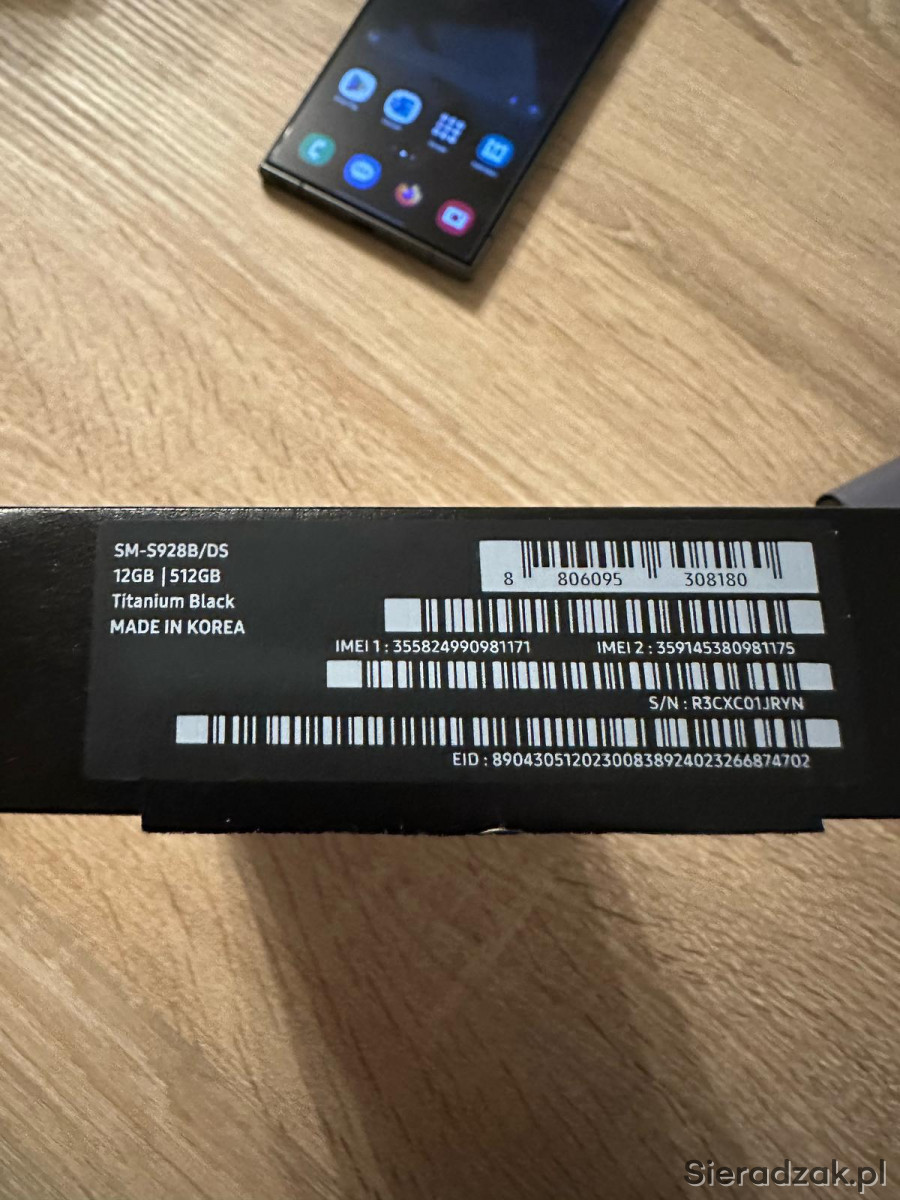 SM-S928B/DS
12GB | 512GB
Titanium Black
MADE IN KOREA
8 806095 308180
IMEI 1 : 355824990981171
IMEI 2 : 359145380981175
S/N : R3CXC01JRYN
EID : 89043051202300838924023266874702
Sieradzak.pl